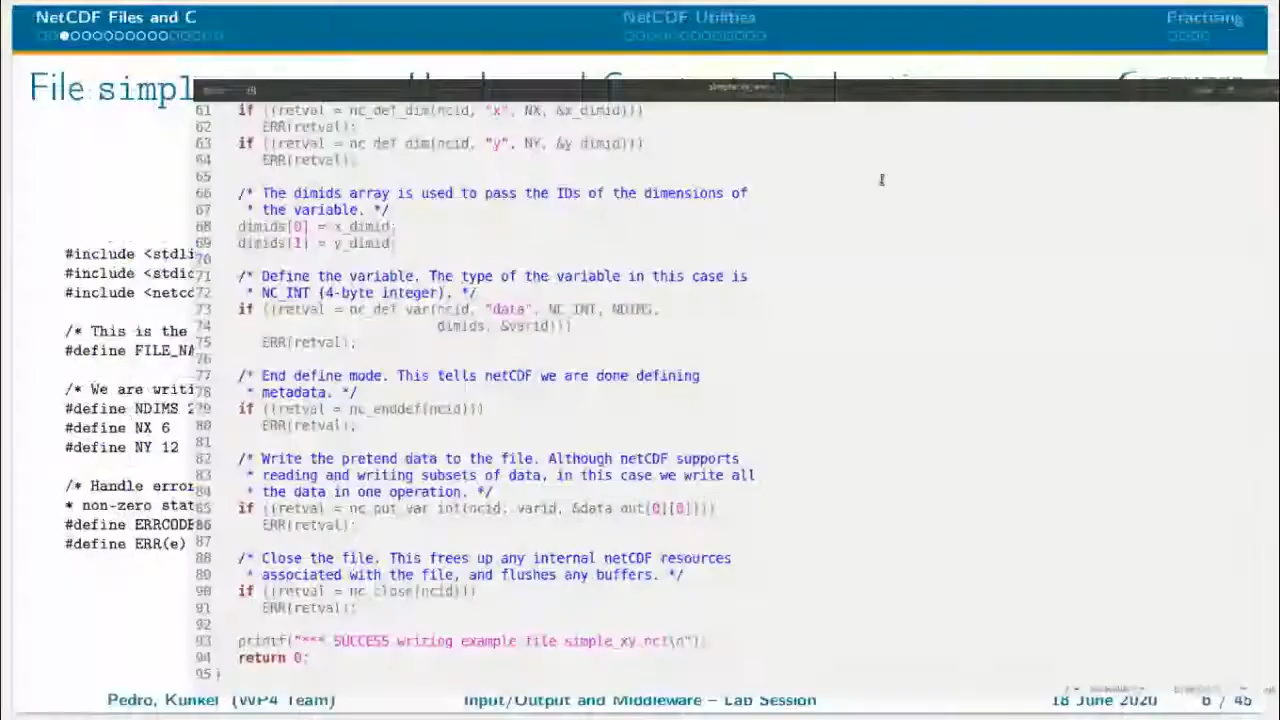 NetCDF Files and C
NetCDF Utilities
Practising
File simpl
#include <stdli
#include <stdio
#include <netcd
/* This is the
#define FILE_NA
/* We are writi
#define NDIMS 2
#define NX 6
#define NY 12
/* Handle error
* non-zero stat
#define ERRCODE
#define ERR(e)
61 if ((retval = nc_def_dim(ncid, "x", NX, &x_dimid)))
62 ERR(retval);
63 if ((retval = nc_def_dim(ncid, "y", NY, &y_dimid)))
64 ERR(retval);
65
66 /* The dimids array is used to pass the IDs of the dimensions of
67 * the variable. */
68 dimids[0] = x_dimid;
69 dimids[1] = y_dimid;
70
71 /* Define the variable. The type of the variable in this case is
72 * NC_INT (4-byte integer). */
73 if ((retval = nc_def_var(ncid, "data", NC_INT, NDIMS,
74 dimids, &varid)))
75 ERR(retval);
76
77 /* End define mode. This tells netCDF we are done defining
78 * metadata. */
79 if ((retval = nc_enddef(ncid)))
80 ERR(retval);
81
82 /* Write the pretend data to the file. Although netCDF supports
83 * reading and writing subsets of data, in this case we write all
84 * the data in one operation. */
85 if ((retval = nc_put_var_int(ncid, varid, &data_out[0][0])))
86 ERR(retval);
87
88 /* Close the file. This frees up any internal netCDF resources
89 * associated with the file, and flushes any buffers. */
90 if ((retval = nc_close(ncid)))
91 ERR(retval);
92
93 printf("*** SUCCESS writing example file simple_xy.nc!\n");
94 return 0;
95 }
Pedro, Kunkel (WP4 Team)
Input/Output and Middleware – Lab Session
18 June 2020
6 / 45